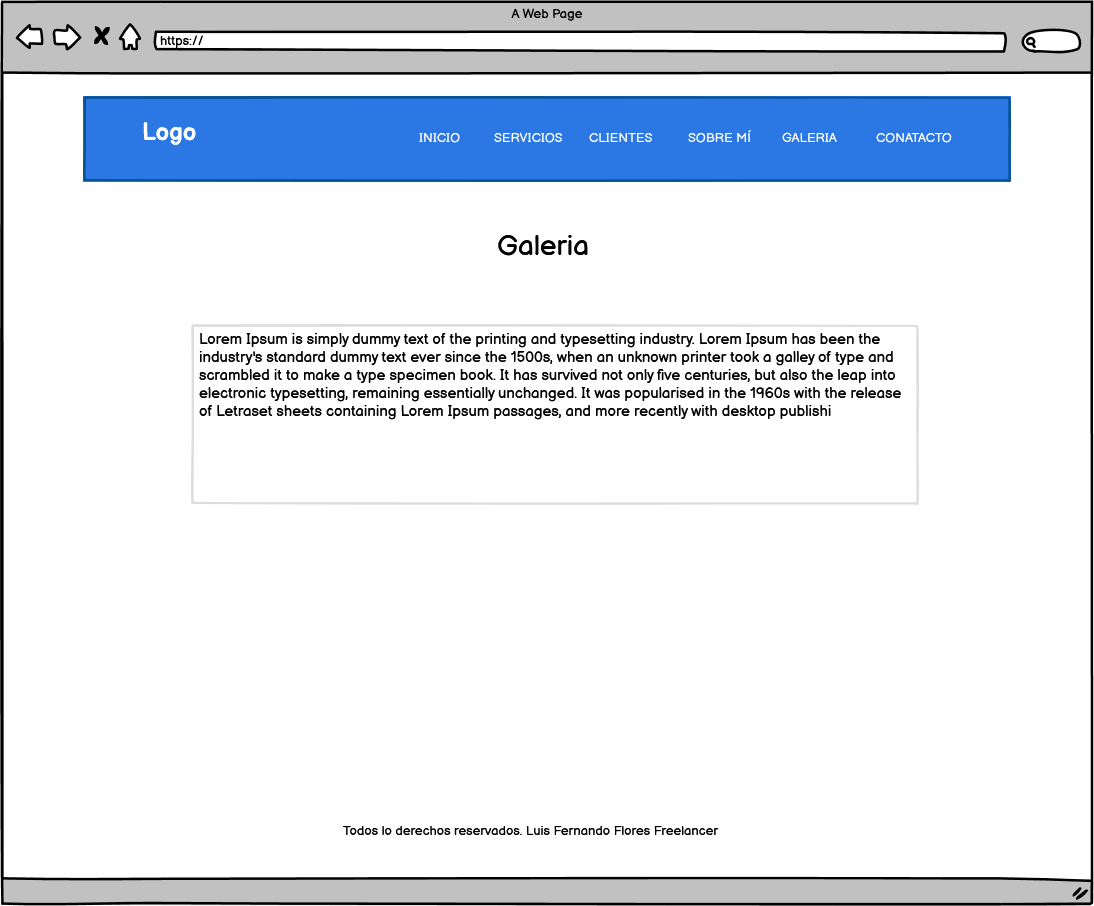 A Web Page
https://
Logo
INICIO SERVICIOS CLIENTES SOBRE MÍ GALERIA CONATACTO
Galeria
Lorem Ipsum is simply dummy text of the printing and typesetting industry. Lorem Ipsum has been the
industry's standard dummy text ever since the 1500s, when an unknown printer took a galley of type and
scrambled it to make a type specimen book. It has survived not only five centuries, but also the leap into
electronic typesetting, remaining essentially unchanged. It was popularised in the 1960s with the release
of Letraset sheets containing Lorem Ipsum passages, and more recently with desktop publishi
Todos lo derechos reservados. Luis Fernando Flores Freelancer